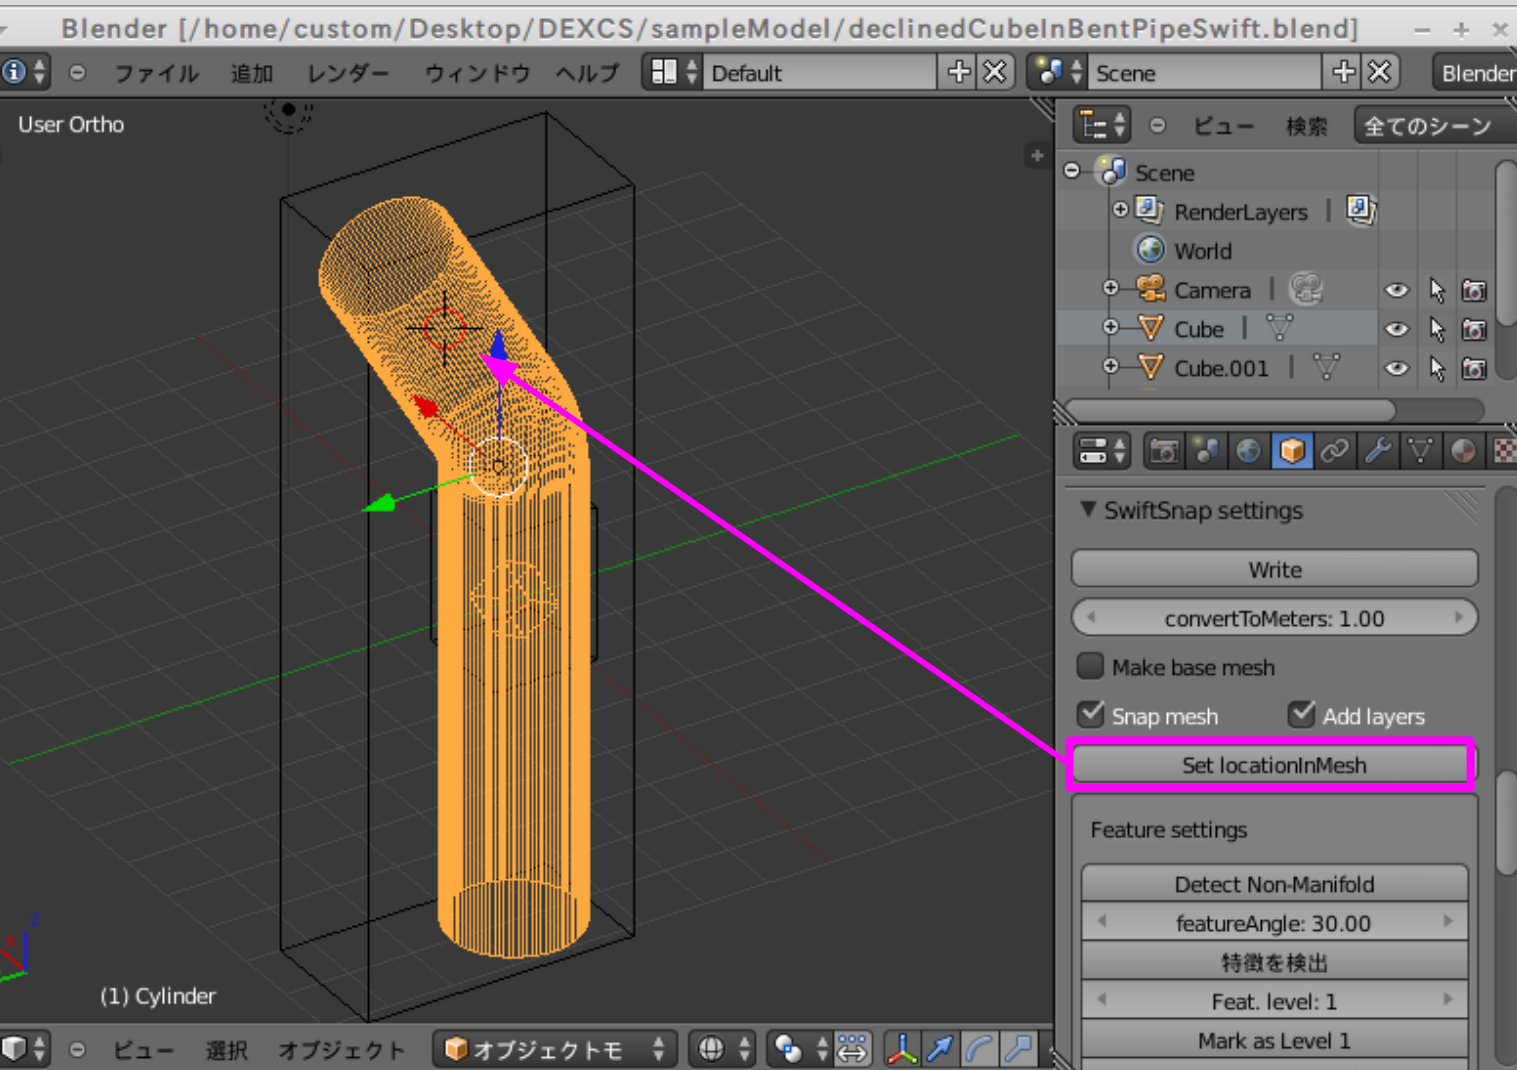 Blender [/home/custom/Desktop/DEXCS/sampleModel/declinedCubeInBentPipeSwift.blend]
ファイル 追加 レンダー ウィンドウ ヘルプ Default Scene Blender
User Ortho
ビュー 検索 全てのシーン
Scene
RenderLayers
World
Camera
Cube
Cube.001
SwiftSnap settings
Write
convertToMeters: 1.00
Make base mesh
Snap mesh Add layers
Set locationInMesh
Feature settings
Detect Non-Manifold
featureAngle: 30.00
特徴を検出
Feat. level: 1
Mark as Level 1
z
x
(1) Cylinder
ビュー 選択 オブジェクト オブジェクトモ